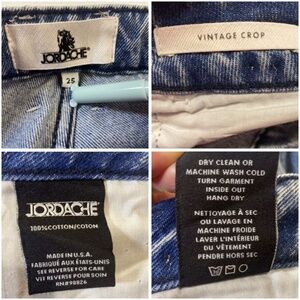 JORDACHE
25
VINTAGE CROP
JORDACHE
100%COTTON/COTON
MADE IN U.S.A.
FABRIQUÉ AUX ÉTATS-UNIS
SEE REVERSE FOR CARE
VIT REVERSE POUR SOIN
RN#98826
DRY CLEAN OR
MACHINE WASH COLD
TURN GARMENT
INSIDE OUT
HANG DRY
NETTOYAGE À SEC
OU LAVAGE EN
MACHINE À FROID
LAVER L'INTÉRIEUR
DU VÊTEMENT
PENDRE HORS SEC